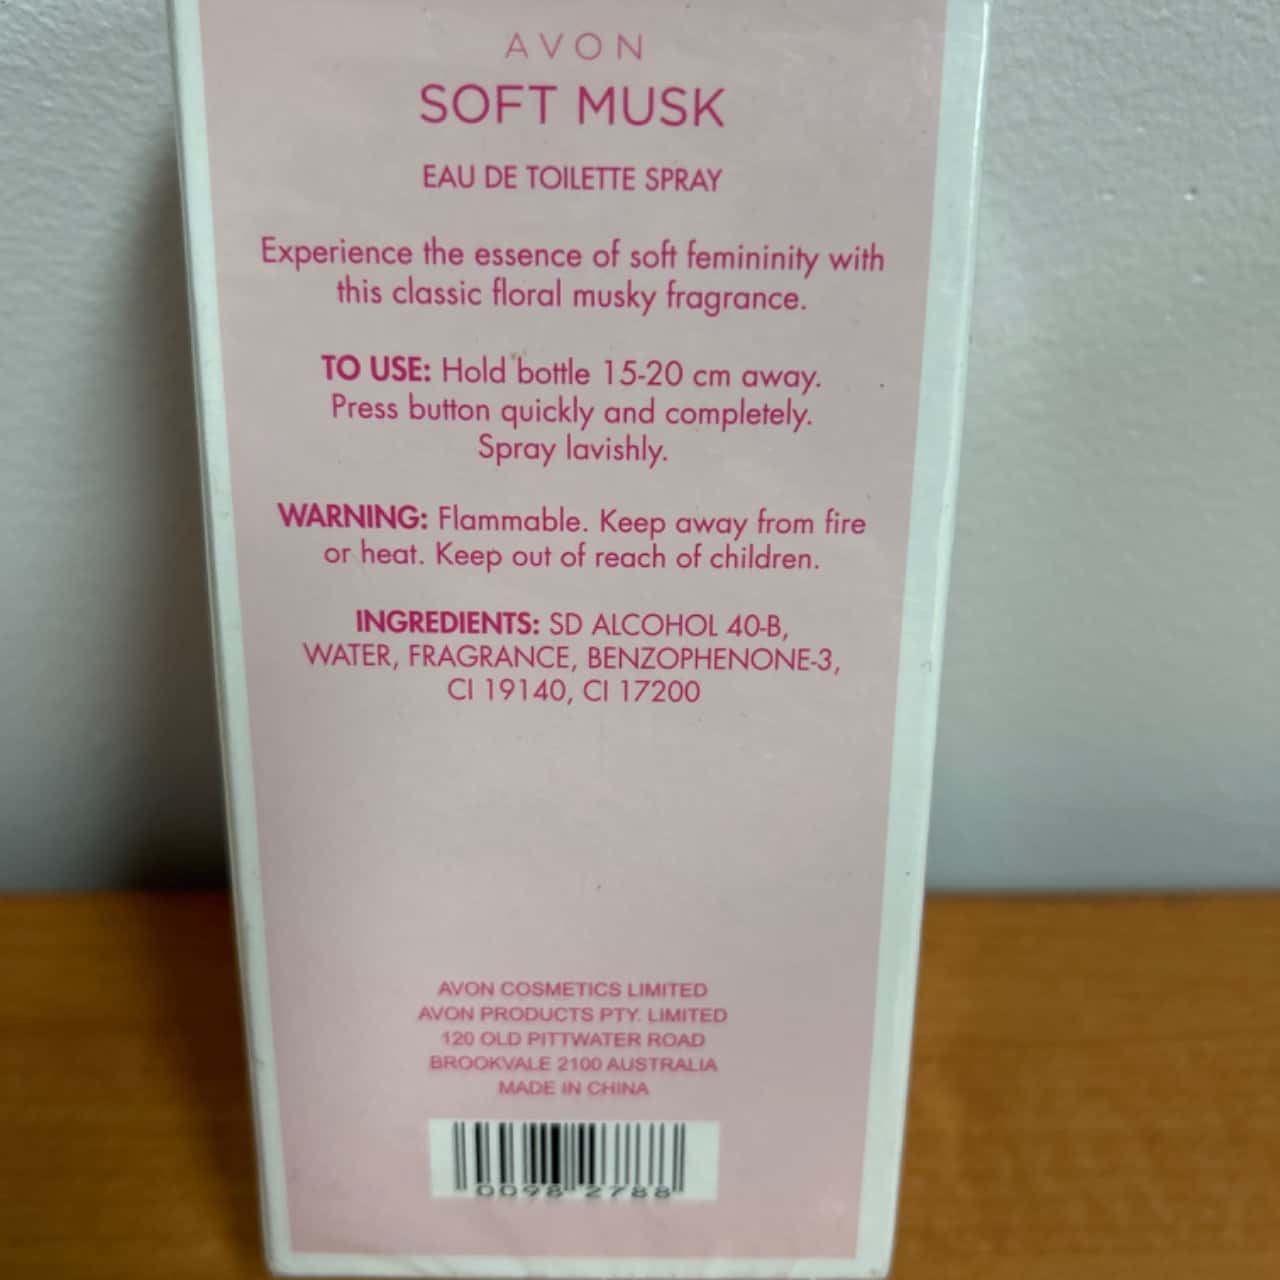 AVON
SOFT MUSK
EAU DE TOILETTE SPRAY
Experience the essence of soft femininity with
this classic floral musky fragrance.
TO USE: Hold bottle 15-20 cm away.
Press button quickly and completely.
Spray lavishly.
WARNING: Flammable. Keep away from fire
or heat. Keep out of reach of children.
INGREDIENTS: SD ALCOHOL 40-B,
WATER, FRAGRANCE, BENZOPHENONE-3,
CI 19140, CI 17200
AVON COSMETICS LIMITED
AVON PRODUCTS PTY. LIMITED
120 OLD PITTWATER ROAD
BROOKVALE 2100 AUSTRALIA
MADE IN CHINA
0098 2788